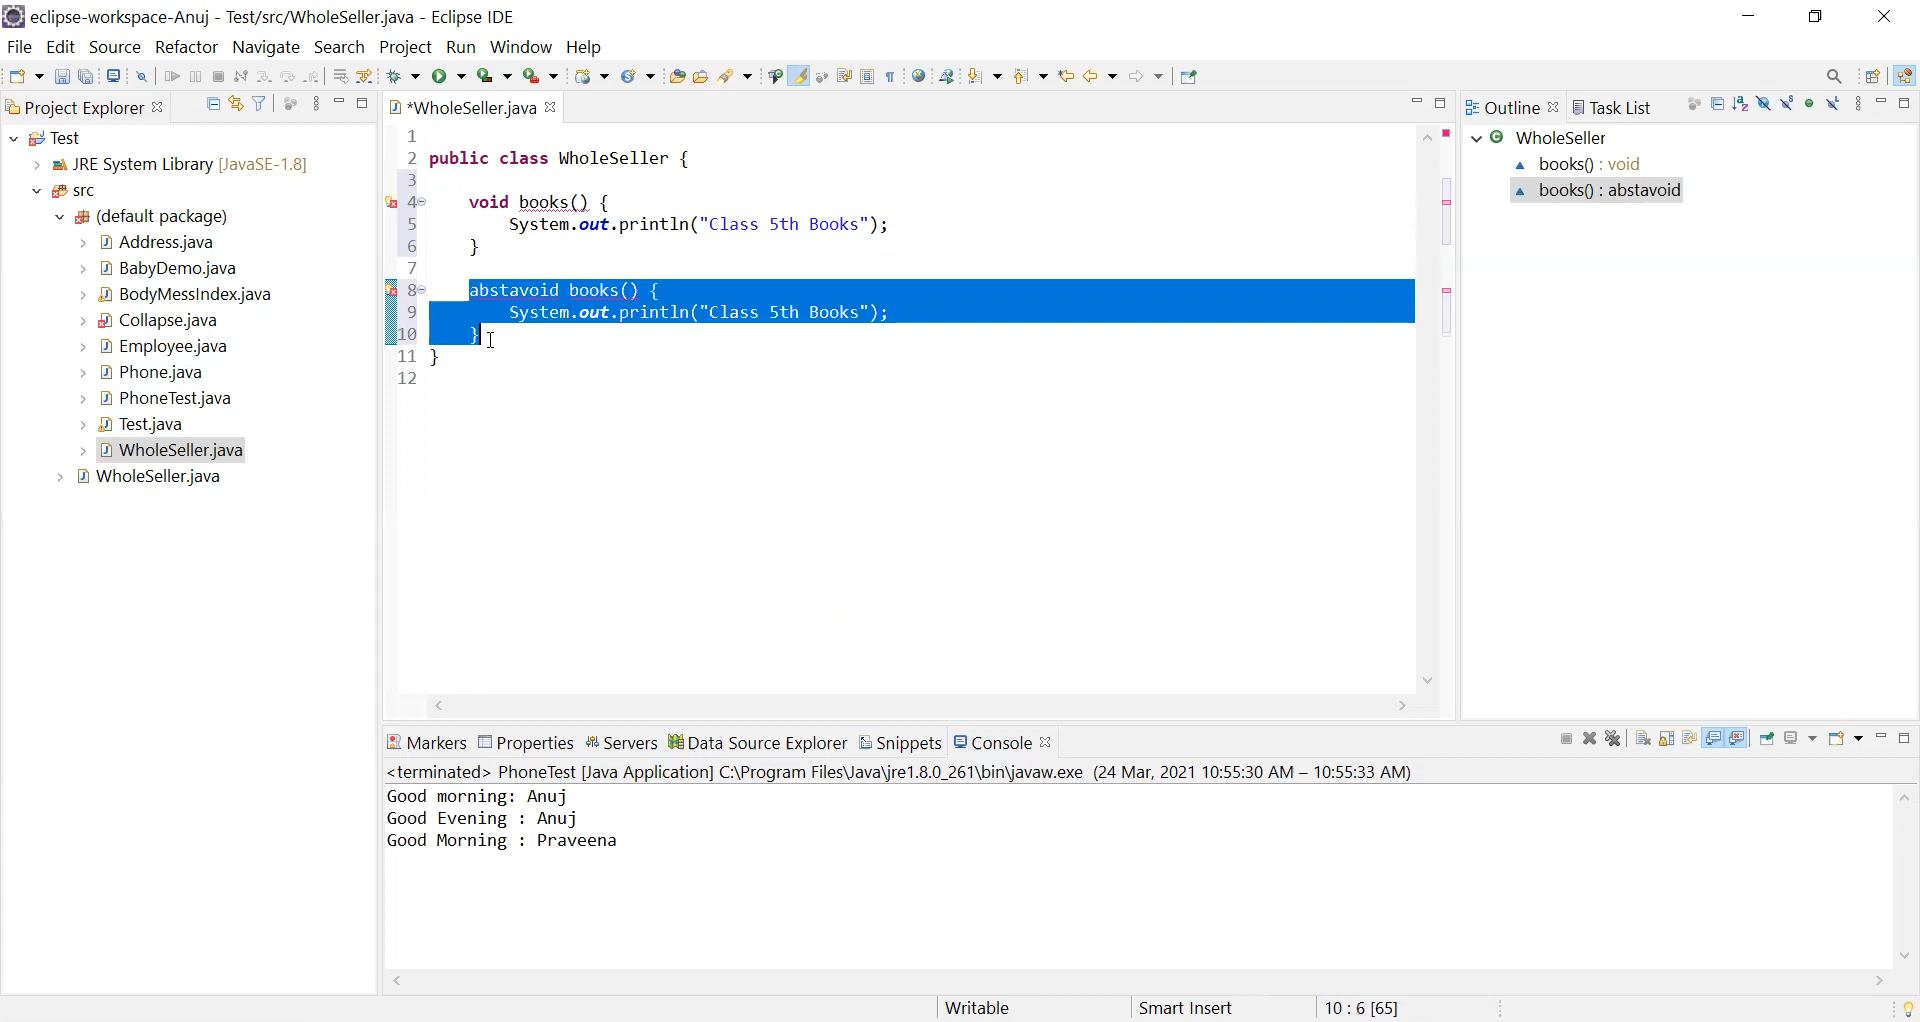 eclipse-workspace-Anuj - Test/src/WholeSeller.java - Eclipse IDE
File Edit Source Refactor Navigate Search Project Run Window Help
Project Explorer
Test
JRE System Library [JavaSE-1.8]
src
(default package)
Address.java
BabyDemo.java
BodyMessIndex.java
Collapse.java
Employee.java
Phone.java
PhoneTest.java
Test.java
WholeSeller.java
WholeSeller.java
*WholeSeller.java
1
2 public class WholeSeller {
3
4 void books() {
5 System.out.println("Class 5th Books");
6 }
7
8 abstavoid books() {
9 System.out.println("Class 5th Books");
10 }
11 }
12
Outline Task List
WholeSeller
books() : void
books() : abstavoid
Markers Properties Servers Data Source Explorer Snippets Console
<terminated> PhoneTest [Java Application] C:\Program Files\Java\jre1.8.0_261\bin\javaw.exe (24 Mar, 2021 10:55:30 AM – 10:55:33 AM)
Good morning: Anuj
Good Evening : Anuj
Good Morning : Praveena
Writable Smart Insert 10 : 6 [65]